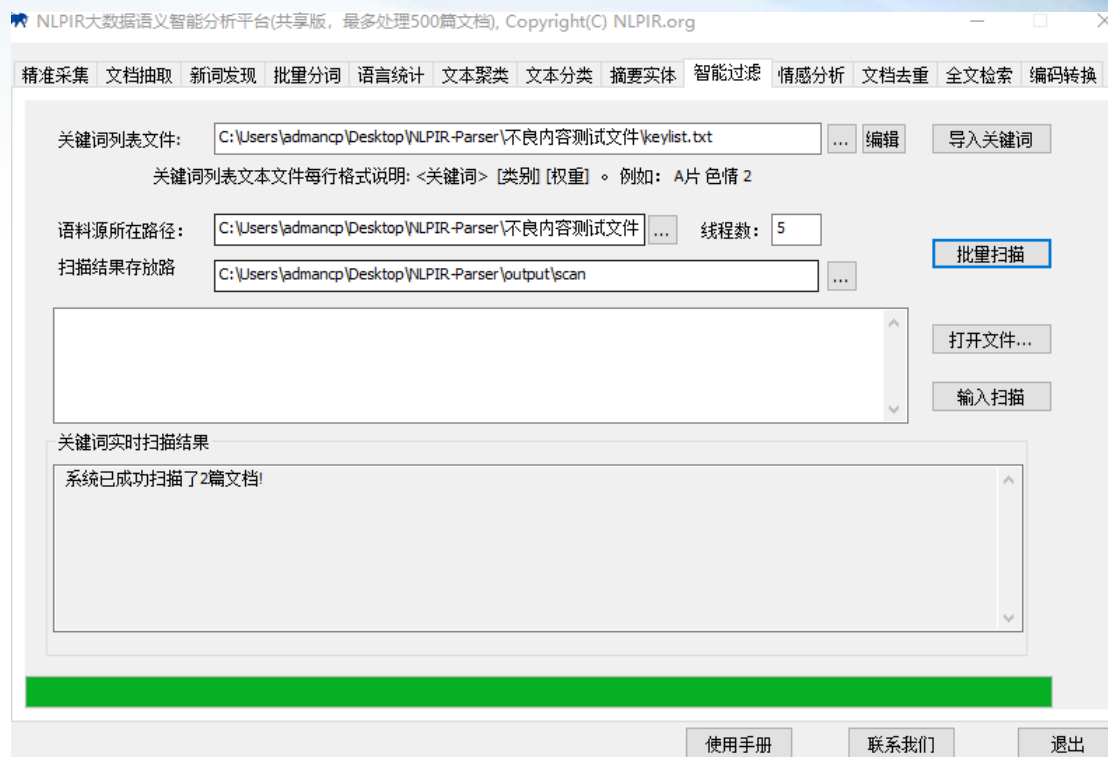 NLPIR大数据语义智能分析平台(共享版，最多处理500篇文档), Copyright(C) NLPIR.org
精准采集 文档抽取 新词发现 批量分词 语言统计 文本聚类 文本分类 摘要实体 智能过滤 情感分析 文档去重 全文检索 编码转换
关键词列表文件: C:\Users\admancp\Desktop\NLPIR-Parser\不良内容测试文件\keylist.txt ... 编辑 导入关键词
关键词列表文本文件每行格式说明: <关键词> [类别] [权重] 。例如: A片 色情 2
语料源所在路径: C:\Users\admancp\Desktop\NLPIR-Parser\不良内容测试文件 ... 线程数: 5
批量扫描
扫描结果存放路 C:\Users\admancp\Desktop\NLPIR-Parser\output\scan ...
打开文件...
输入扫描
关键词实时扫描结果
系统已成功扫描了2篇文档!
使用手册 联系我们 退出